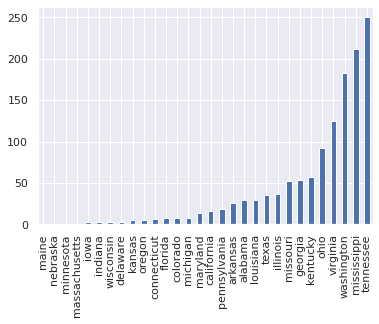 250
200
150
100
50
0
maine
nebraska
minnesota
massachusetts
iowa
indiana
wisconsin
delaware
kansas
oregon
connecticut
florida
colorado
michigan
maryland
california
pennsylvania
arkansas
alabama
louisiana
texas
illinois
missouri
georgia
kentucky
ohio
virginia
washington
mississippi
tennessee